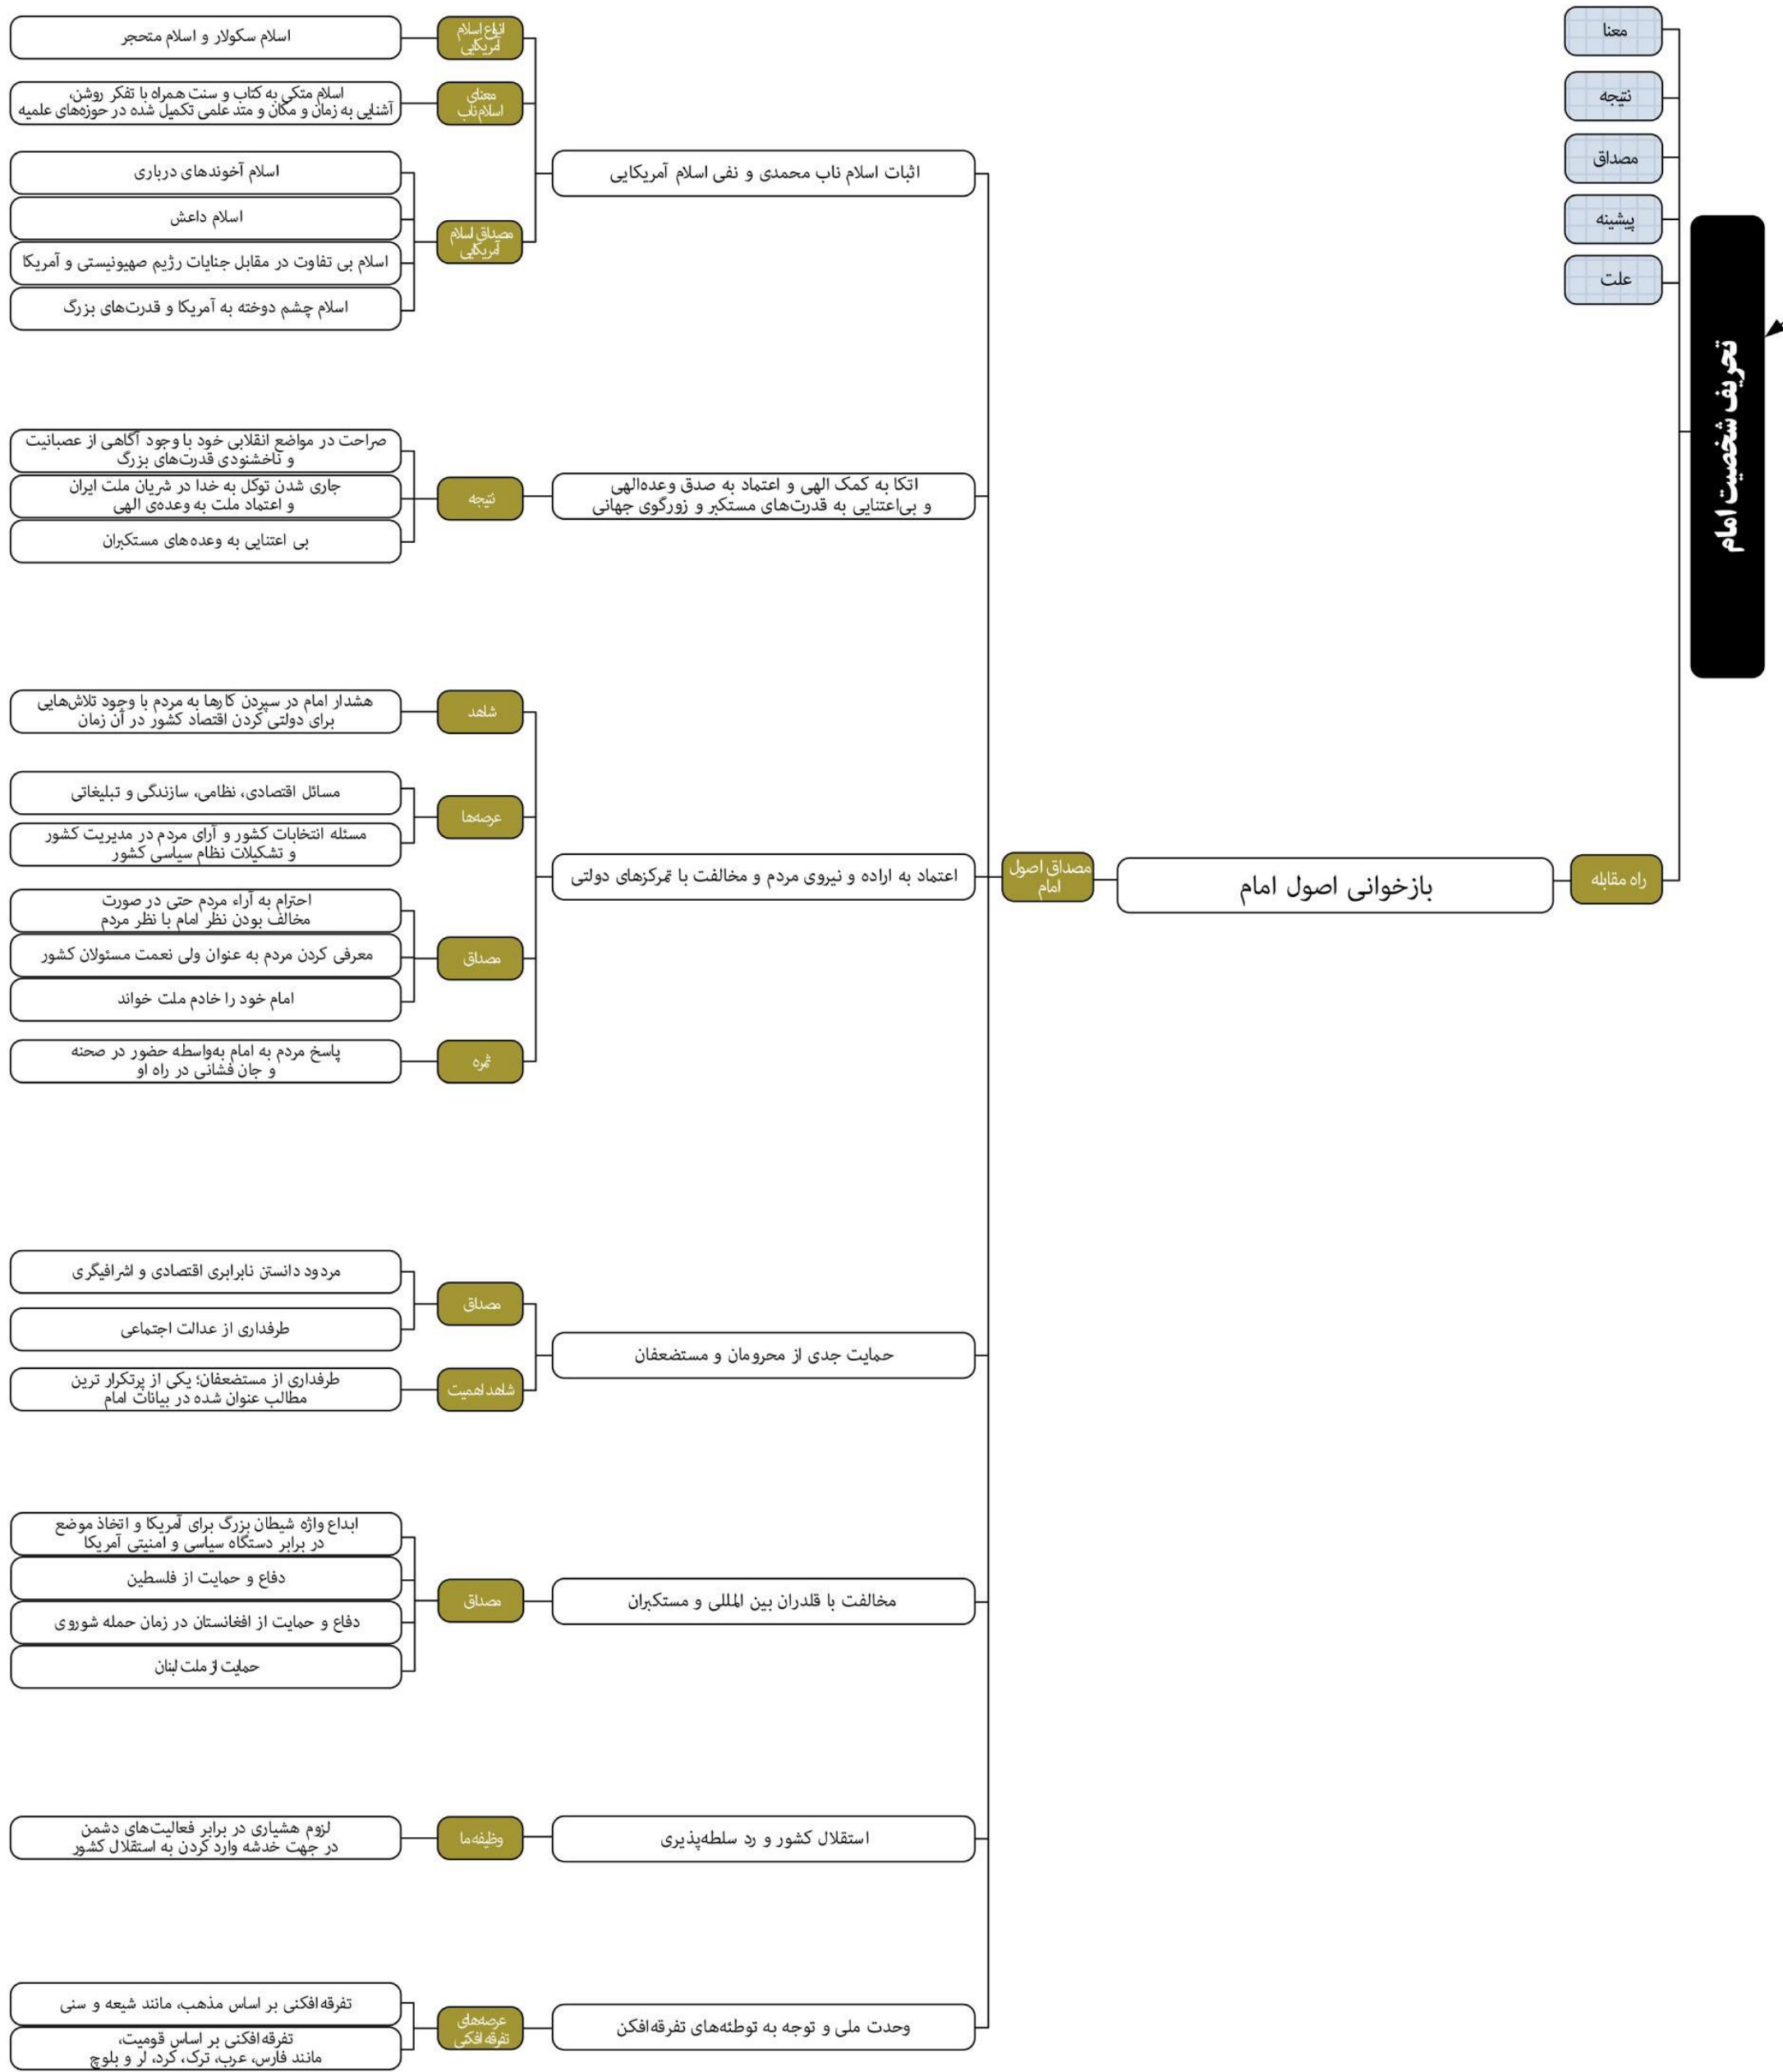 معنا
نتیجه
مصداق
پیشینه
علت
تحریف شخصیت امام
راه مقابله
بازخوانی اصول امام
مصداق اصول
امام
اثبات اسلام ناب محمدی و نفی اسلام آمریکایی
انواع اسلام
آمریکایی
اسلام سکولار و اسلام متحجر
معنای
اسلام ناب
اسلام متکی به کتاب و سنت همراه با تفکر روشن،
آشنایی به زمان و مکان و متد علمی تکمیل شده در حوزه‌های علمیه
مصداق اسلام
آمریکایی
اسلام آخوندهای درباری
اسلام داعش
اسلام بی تفاوت در مقابل جنایات رژیم صهیونیستی و آمریکا
اسلام چشم دوخته به آمریکا و قدرت‌های بزرگ
اتکا به کمک الهی و اعتماد به صدق وعده‌الهی
و بی‌اعتنایی به قدرت‌های مستکبر و زورگوی جهانی
نتیجه
صراحت در مواضع انقلابی خود با وجود آگاهی از عصبانیت
و ناخشنودی قدرت‌های بزرگ
جاری شدن توکل به خدا در شریان ملت ایران
و اعتماد ملت به وعده‌ی الهی
بی اعتنایی به وعده‌های مستکبران
اعتماد به اراده و نیروی مردم و مخالفت با تمرکزهای دولتی
شاهد
هشدار امام در سپردن کارها به مردم با وجود تلاش‌هایی
برای دولتی کردن اقتصاد کشور در آن زمان
عرصه‌ها
مسائل اقتصادی، نظامی، سازندگی و تبلیغاتی
مسئله انتخابات کشور و آرای مردم در مدیریت کشور
و تشکیلات نظام سیاسی کشور
مصداق
احترام به آراء مردم حتی در صورت
مخالف بودن نظر امام با نظر مردم
معرفی کردن مردم به عنوان ولی نعمت مسئولان کشور
امام خود را خادم ملت خواند
ثمره
پاسخ مردم به امام به‌واسطه حضور در صحنه
و جان فشانی در راه او
حمایت جدی از محرومان و مستضعفان
مصداق
مردود دانستن نابرابری اقتصادی و اشرافیگری
طرفداری از عدالت اجتماعی
شاهد اهمیت
طرفداری از مستضعفان؛ یکی از پرتکرار ترین
مطالب عنوان شده در بیانات امام
مخالفت با قلدران بین المللی و مستکبران
مصداق
ابداع واژه شیطان بزرگ برای آمریکا و اتخاذ موضع
در برابر دستگاه سیاسی و امنیتی آمریکا
دفاع و حمایت از فلسطین
دفاع و حمایت از افغانستان در زمان حمله شوروی
حمایت از ملت لبنان
استقلال کشور و رد سلطه‌پذیری
وظیفه ما
لزوم هشیاری در برابر فعالیت‌های دشمن
در جهت خدشه وارد کردن به استقلال کشور
وحدت ملی و توجه به توطئه‌های تفرقه‌افکن
عرصه‌های
تفرقه افکنی
تفرقه‌افکنی بر اساس مذهب، مانند شیعه و سنی
تفرقه‌افکنی بر اساس قومیت،
مانند فارس، عرب، ترک، کرد، لر و بلوچ